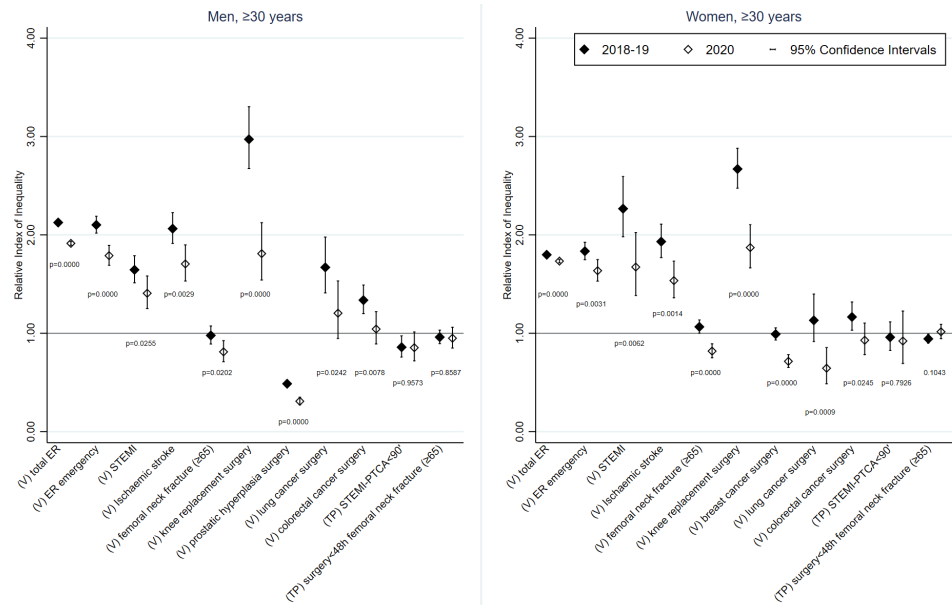 Men, ≥30 years
Relative Index of Inequality
4.00
3.00
2.00
1.00
0.00
p=0.0000
p=0.0000
p=0.0255
p=0.0029
p=0.0202
p=0.0000
p=0.0000
p=0.0242
p=0.0078
p=0.9573
p=0.8587
(V) total ER
(V) ER emergency
(V) STEMI
(V) Ischaemic stroke
(V) femoral neck fracture (≥65)
(V) knee replacement surgery
(V) prostatic hyperplasia surgery
(V) lung cancer surgery
(V) colorectal cancer surgery
(TP) STEMI-PTCA<90'
(TP) surgery<48h femoral neck fracture (≥65)
Women, ≥30 years
2018-19
2020
95% Confidence Intervals
Relative Index of Inequality
4.00
3.00
2.00
1.00
0.00
p=0.0000
p=0.0031
p=0.0062
p=0.0014
p=0.0000
p=0.0000
p=0.0000
p=0.0009
p=0.0245
p=0.7926
0.1043
(V) total ER
(V) ER emergency
(V) STEMI
(V) Ischaemic stroke
(V) femoral neck fracture (≥65)
(V) knee replacement surgery
(V) breast cancer surgery
(V) lung cancer surgery
(V) colorectal cancer surgery
(TP) STEMI-PTCA<90'
(TP) surgery<48h femoral neck fracture (≥65)